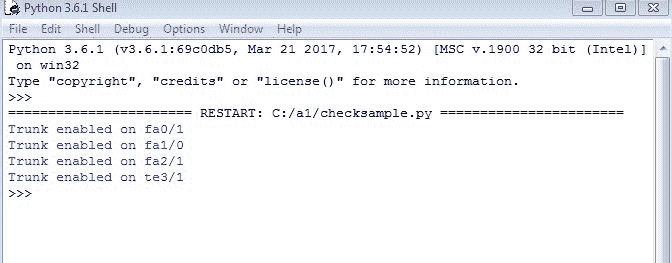 Python 3.6.1 Shell
File Edit Shell Debug Options Window Help
Python 3.6.1 (v3.6.1:69c0db5, Mar 21 2017, 17:54:52) [MSC v.1900 32 bit (Intel)]
 on win32
Type "copyright", "credits" or "license()" for more information.
>>>
======================= RESTART: C:/a1/checksample.py =======================
Trunk enabled on fa0/1
Trunk enabled on fa1/0
Trunk enabled on fa2/1
Trunk enabled on te3/1
>>>